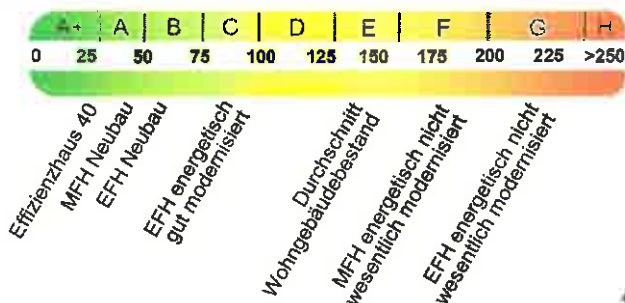 A+ A B C D E F G H
0 25 50 75 100 125 150 175 200 225 >250
Effizienzhaus 40
MFH Neubau
EFH Neubau
EFH energetisch
gut modernisiert
Durchschnitt
Wohngebäudebestand
MFH energetisch nicht
wesentlich modernisiert
EFH energetisch nicht
wesentlich modernisiert